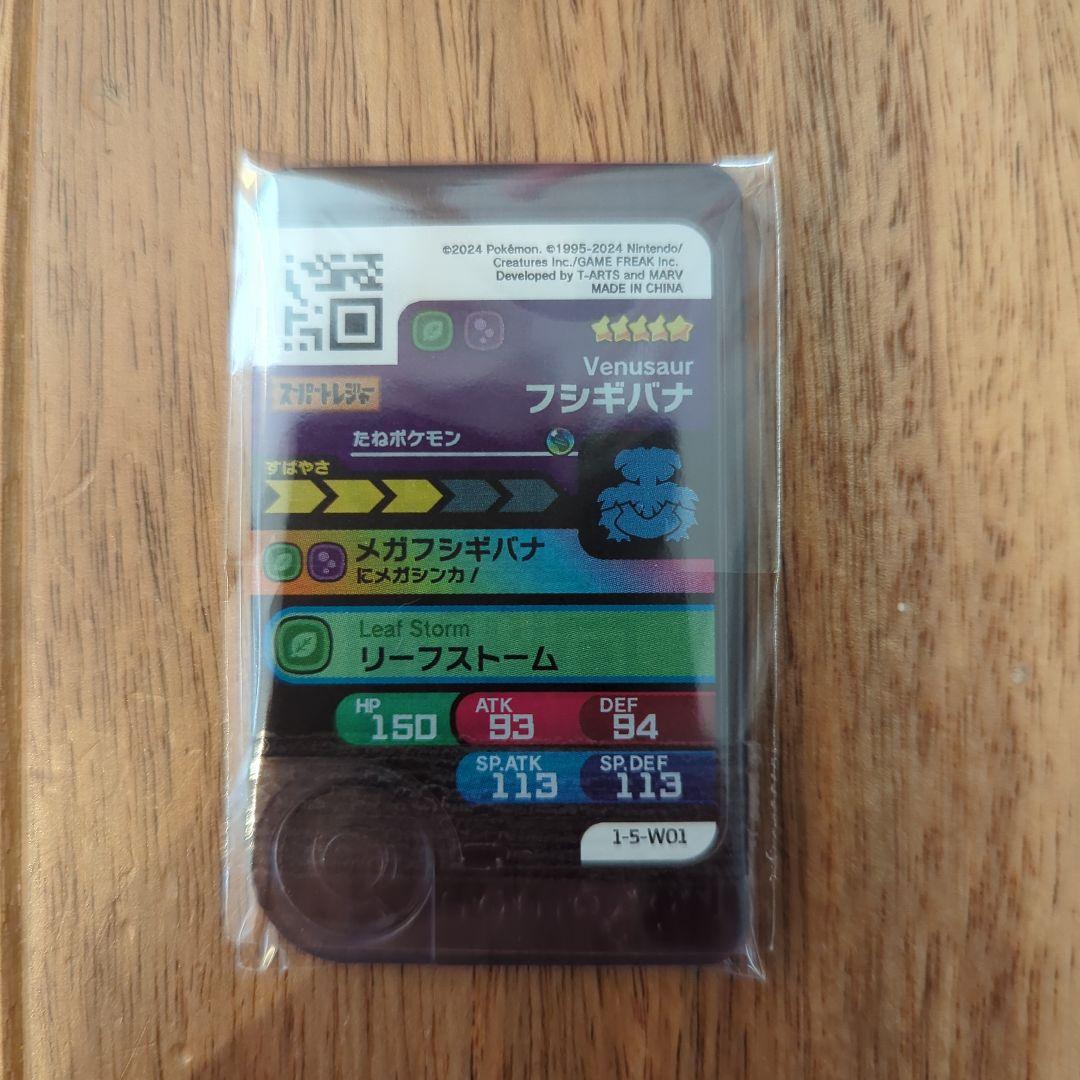 ©2024 Pokémon. ©1995-2024 Nintendo/
Creatures Inc./GAME FREAK Inc.
Developed by T-ARTS and MARV
MADE IN CHINA
Venusaur
フシギバナ
スーパートレジャー
たねポケモン
すばやさ
メガフシギバナ
にメガシンカ!
Leaf Storm
リーフストーム
HP 150
ATK 93
DEF 94
SP.ATK 113
SP.DEF 113
1-5-W01